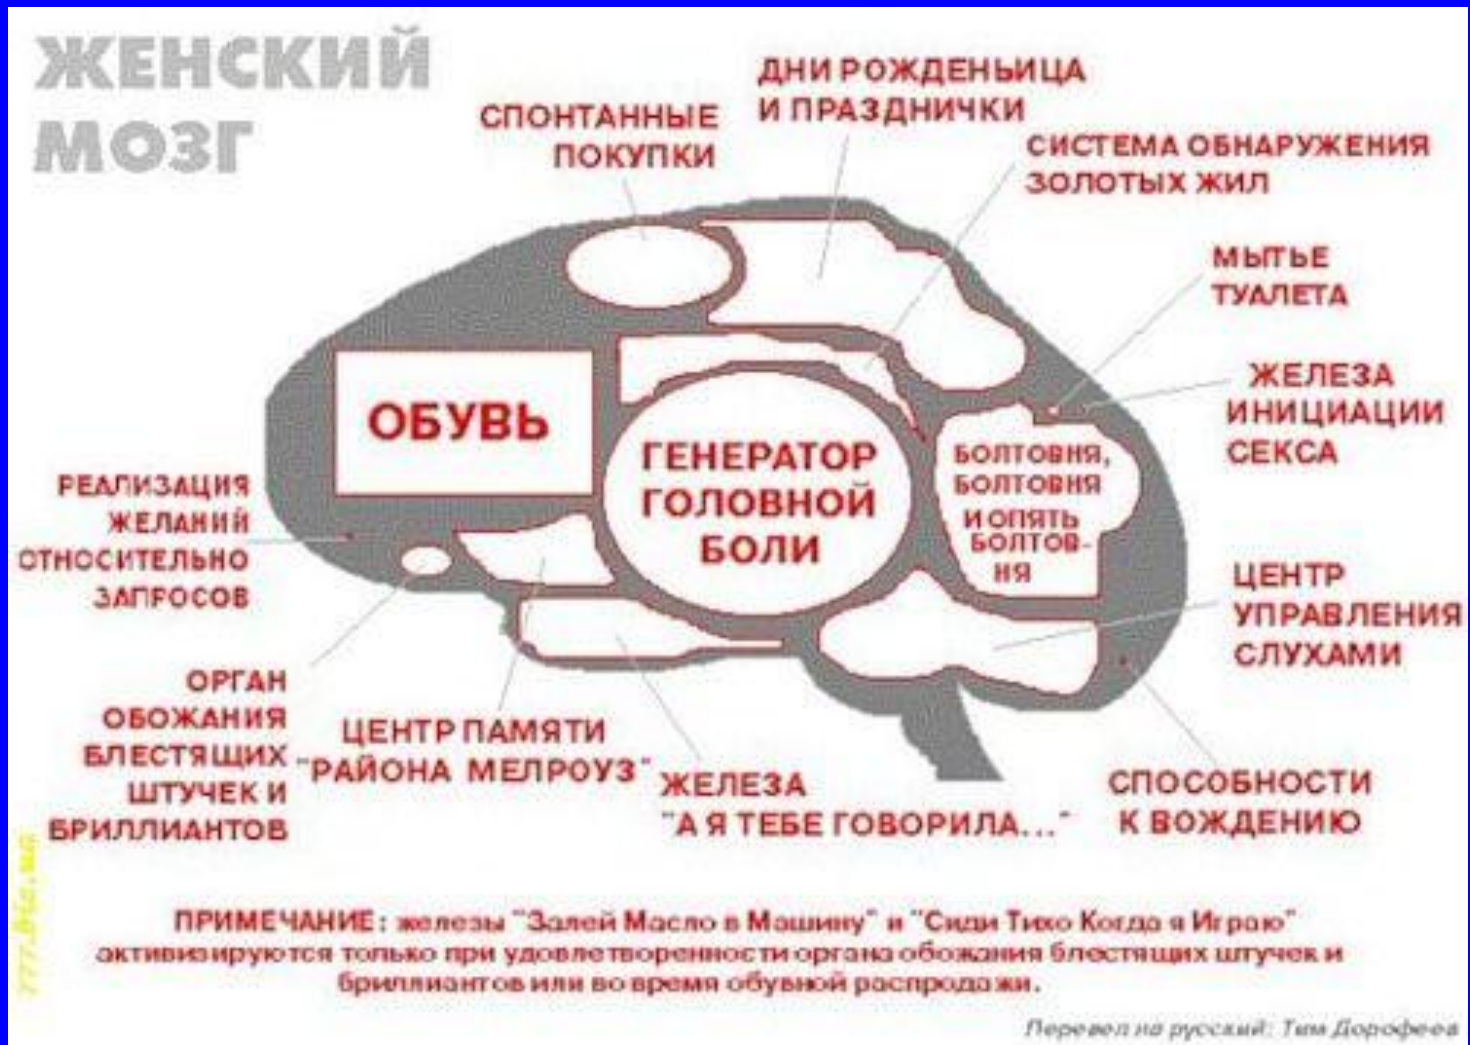 ЖЕНСКИЙ
МОЗГ
СПОНТАННЫЕ
ПОКУПКИ
ДНИ РОЖДЕНЬИЦА
И ПРАЗДНИЧКИ
СИСТЕМА ОБНАРУЖЕНИЯ
ЗОЛОТЫХ ЖИЛ
МЫТЬЕ
ТУАЛЕТА
ЖЕЛЕЗА
ИНИЦИАЦИИ
СЕКСА
ОБУВЬ
ГЕНЕРАТОР
ГОЛОВНОЙ
БОЛИ
БОЛТОВНЯ,
БОЛТОВНЯ
И ОПЯТЬ
БОЛТОВ-
НЯ
РЕАЛИЗАЦИЯ
ЖЕЛАНИЙ
ОТНОСИТЕЛЬНО
ЗАПРОСОВ
ЦЕНТР
УПРАВЛЕНИЯ
СЛУХАМИ
ОРГАН
ОБОЖАНИЯ
БЛЕСТЯЩИХ
ШТУЧЕК И
БРИЛЛИАНТОВ
ЦЕНТР ПАМЯТИ
"РАЙОНА МЕЛРОУЗ"
ЖЕЛЕЗА
"А Я ТЕБЕ ГОВОРИЛА..."
СПОСОБНОСТИ
К ВОЖДЕНИЮ
ПРИМЕЧАНИЕ: железы "Залей Масло в Машину" и "Сиди Тихо Когда я Играю"
активизируются только при удовлетворенности органа обожания блестящих штучек и
бриллиантов или во время обувной распродажи.
Перевел на русский: Тим Дорофеев